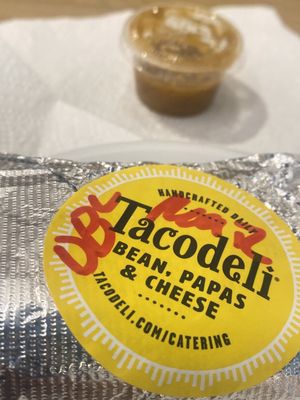 HANDCRAFTED DAILY
Tacodeli
BEAN, PAPAS
& CHEESE
TACODELI.COM/CATERING